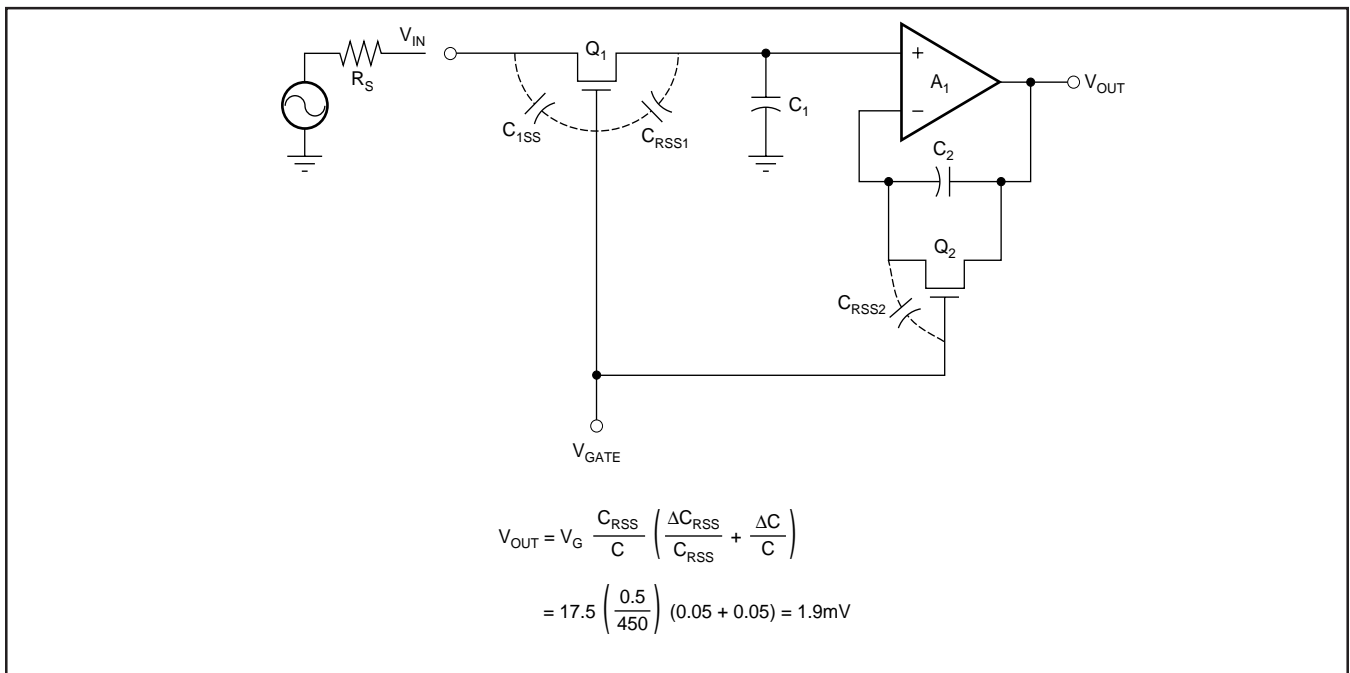 V_IN
R_S
Q_1
C_1SS
C_RSS1
C_1
+
−
A_1
V_OUT
C_2
Q_2
C_RSS2
V_GATE
V_OUT = V_G C_RSS/C (ΔC_RSS/C_RSS + ΔC/C)
= 17.5 (0.5/450) (0.05 + 0.05) = 1.9mV